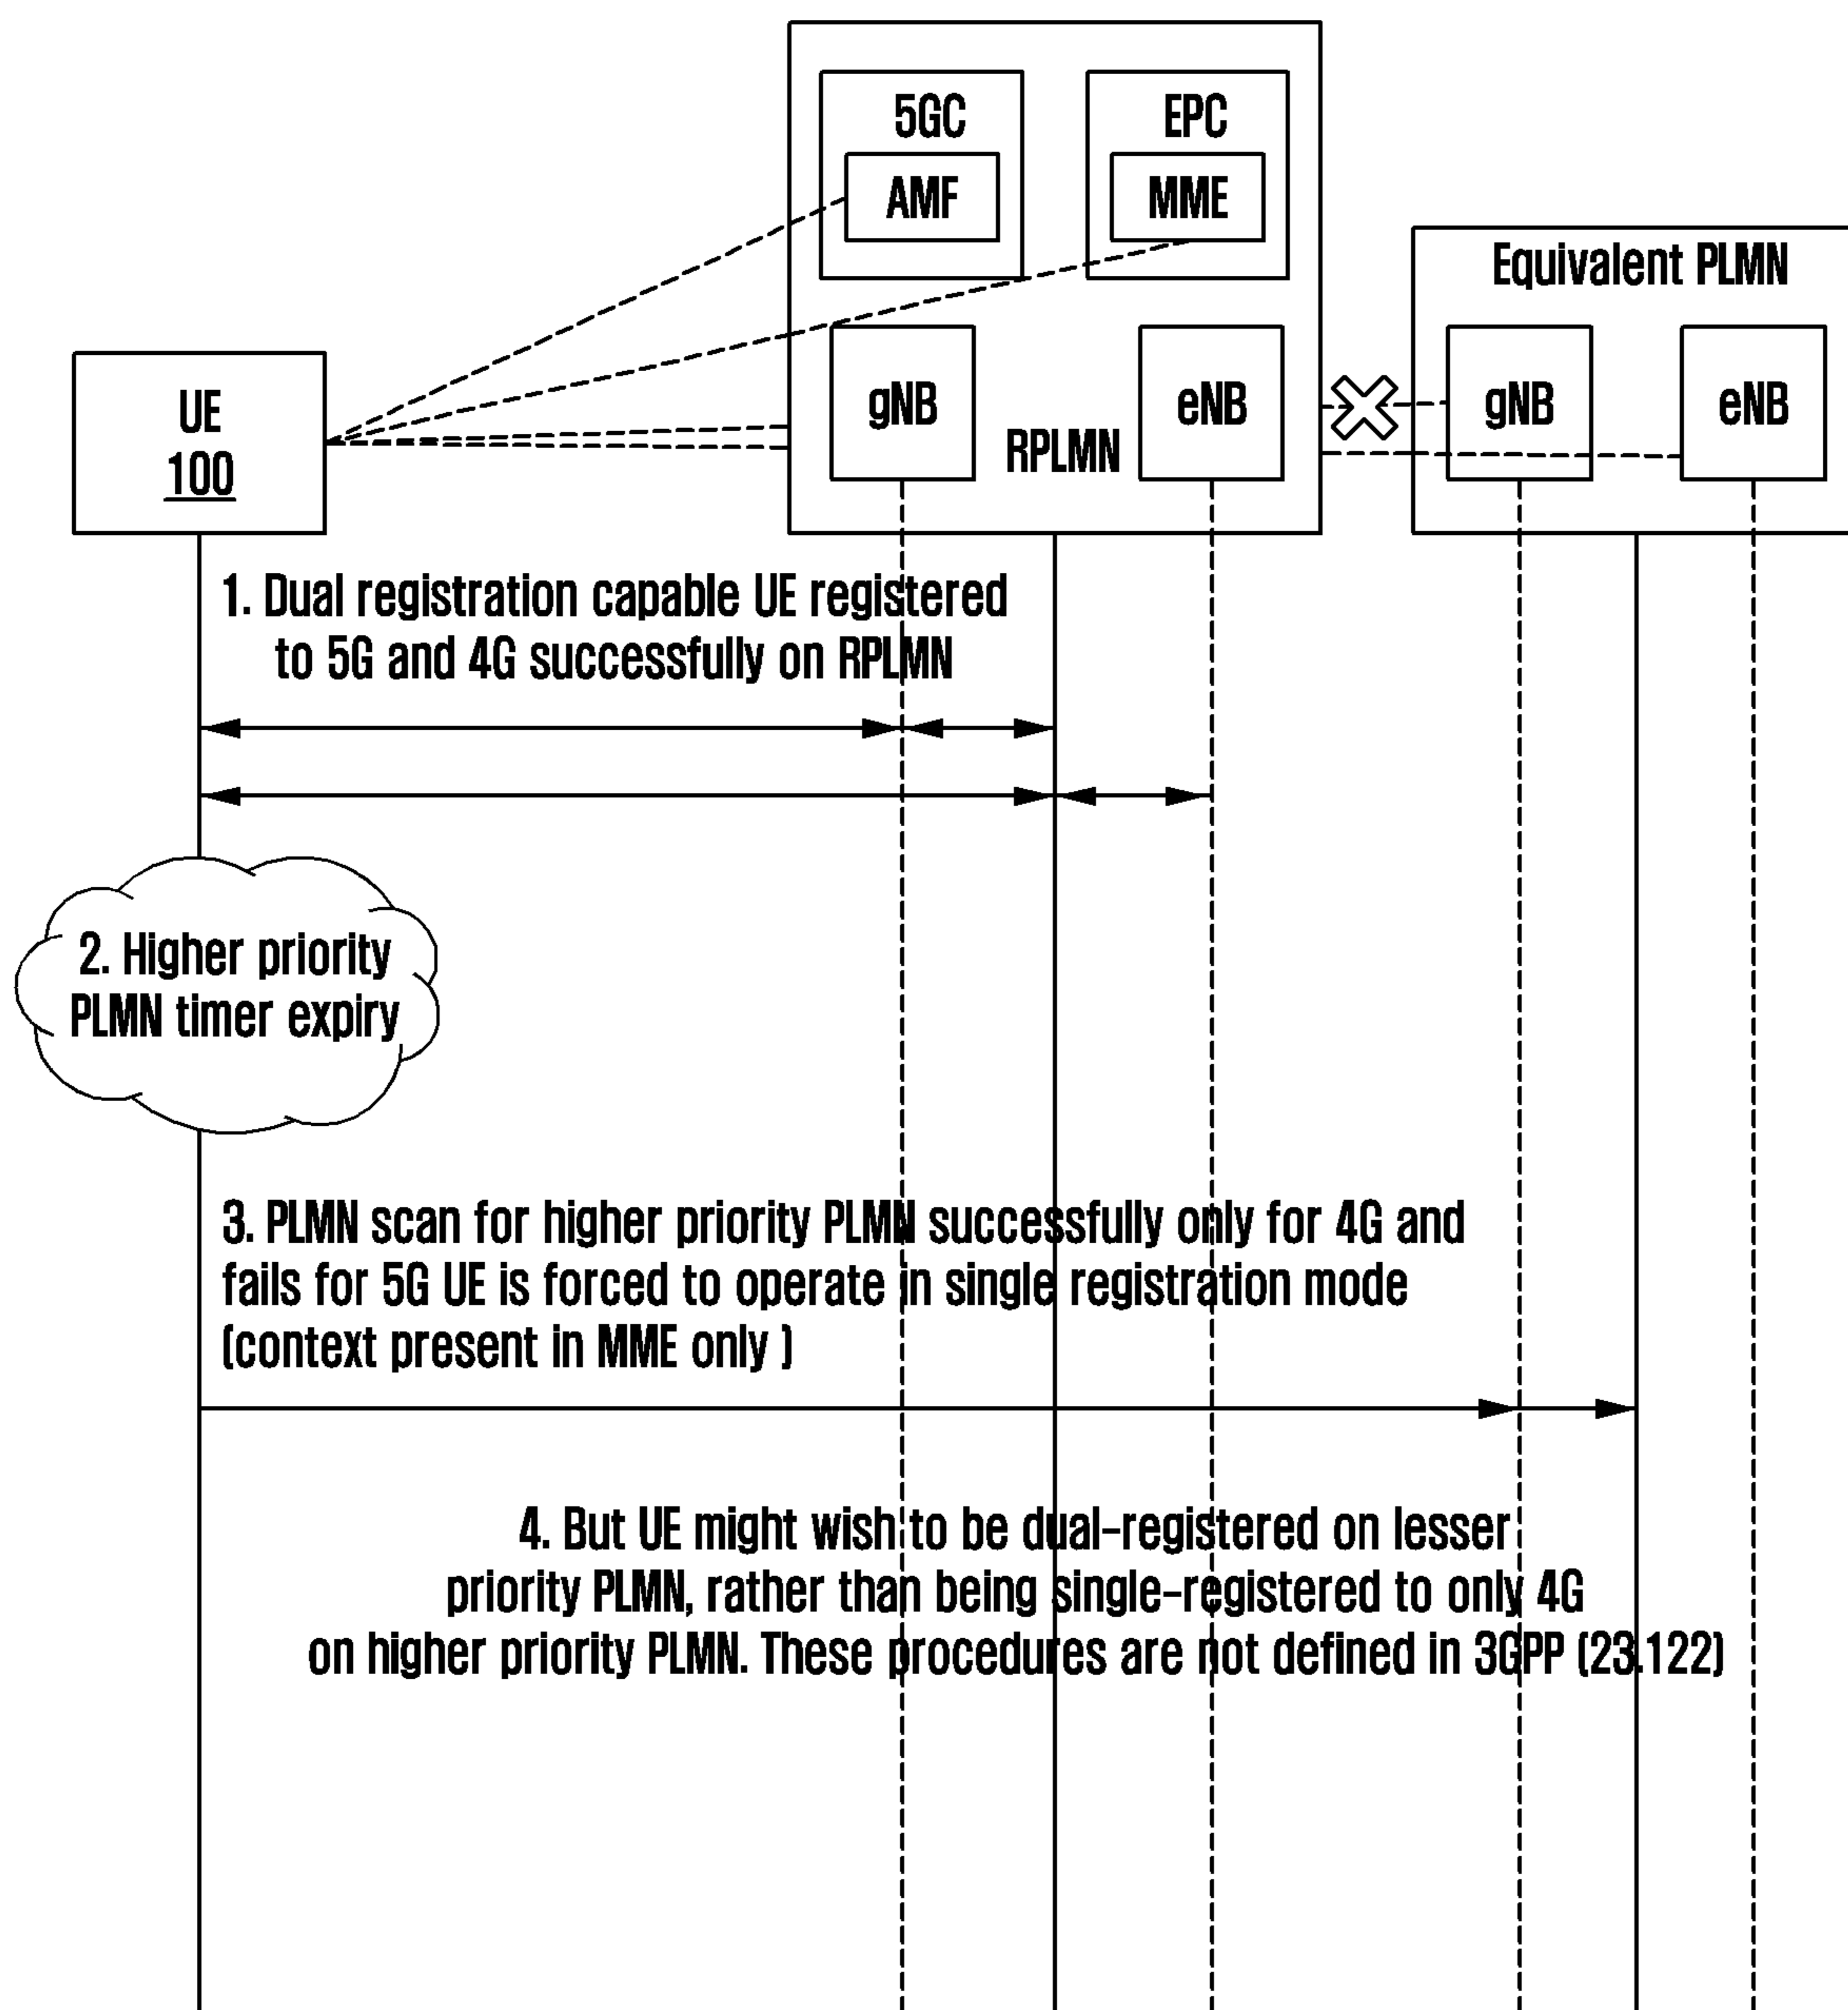 5GC
EPC
AMF
MME
Equivalent PLMN
UE
100
gNB
eNB
gNB
eNB
RPLMN
1. Dual registration capable UE registered
to 5G and 4G successfully on RPLMN
2. Higher priority
PLMN timer expiry
3. PLMN scan for higher priority PLMN successfully only for 4G and
fails for 5G UE is forced to operate in single registration mode
(context present in MME only )
4. But UE might wish to be dual-registered on lesser
priority PLMN, rather than being single-registered to only 4G
on higher priority PLMN. These procedures are not defined in 3GPP (23.122)